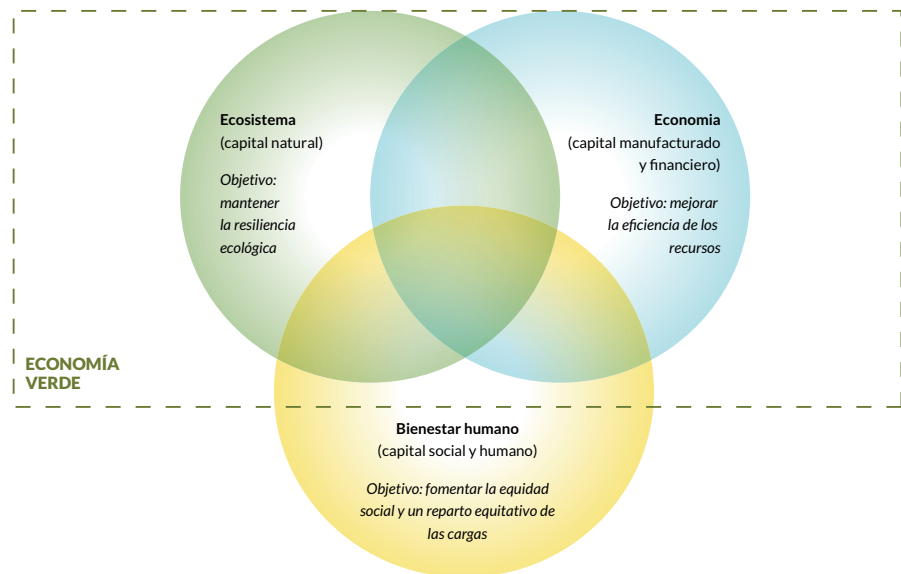 Ecosistema
(capital natural)
Objetivo:
mantener
la resiliencia
ecológica
Economia
(capital manufacturado
y financiero)
Objetivo: mejorar
la eficiencia de los
recursos
ECONOMÍA
VERDE
Bienestar humano
(capital social y humano)
Objetivo: fomentar la equidad
social y un reparto equitativo de
las cargas